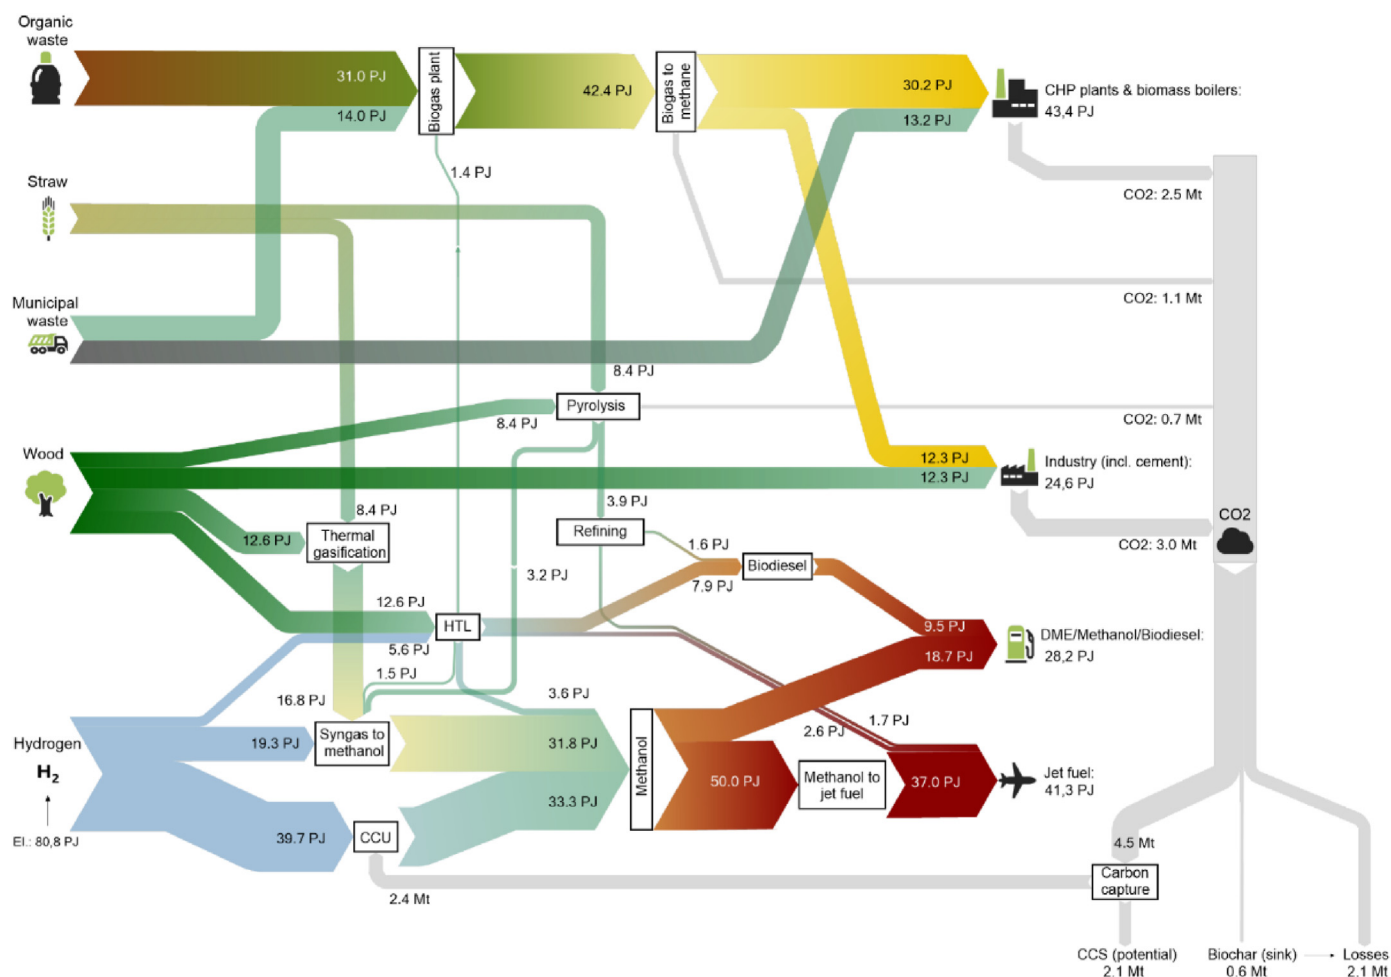 Organic
waste
31.0 PJ
14.0 PJ
Biogas plant
42.4 PJ
Biogas to
methane
30.2 PJ
13.2 PJ
CHP plants & biomass boilers:
43,4 PJ
1.4 PJ
Straw
CO2: 2.5 Mt
Municipal
waste
CO2: 1.1 Mt
8.4 PJ
Pyrolysis
8.4 PJ
CO2: 0.7 Mt
Wood
12.3 PJ
12.3 PJ
Industry (incl. cement):
24,6 PJ
8.4 PJ
3.9 PJ
12.6 PJ
Thermal
gasification
Refining
CO2
1.6 PJ
CO2: 3.0 Mt
3.2 PJ
Biodiesel
7.9 PJ
12.6 PJ
HTL
5.6 PJ
9.5 PJ
18.7 PJ
DME/Methanol/Biodiesel:
28,2 PJ
1.5 PJ
16.8 PJ
3.6 PJ
1.7 PJ
2.6 PJ
Hydrogen
H2
El.: 80,8 PJ
19.3 PJ
Syngas to
methanol
31.8 PJ
33.3 PJ
Methanol
50.0 PJ
Methanol to
jet fuel
37.0 PJ
Jet fuel:
41,3 PJ
39.7 PJ
CCU
4.5 Mt
Carbon
capture
2.4 Mt
CCS (potential)
2.1 Mt
Biochar (sink)
0.6 Mt
Losses
2.1 Mt